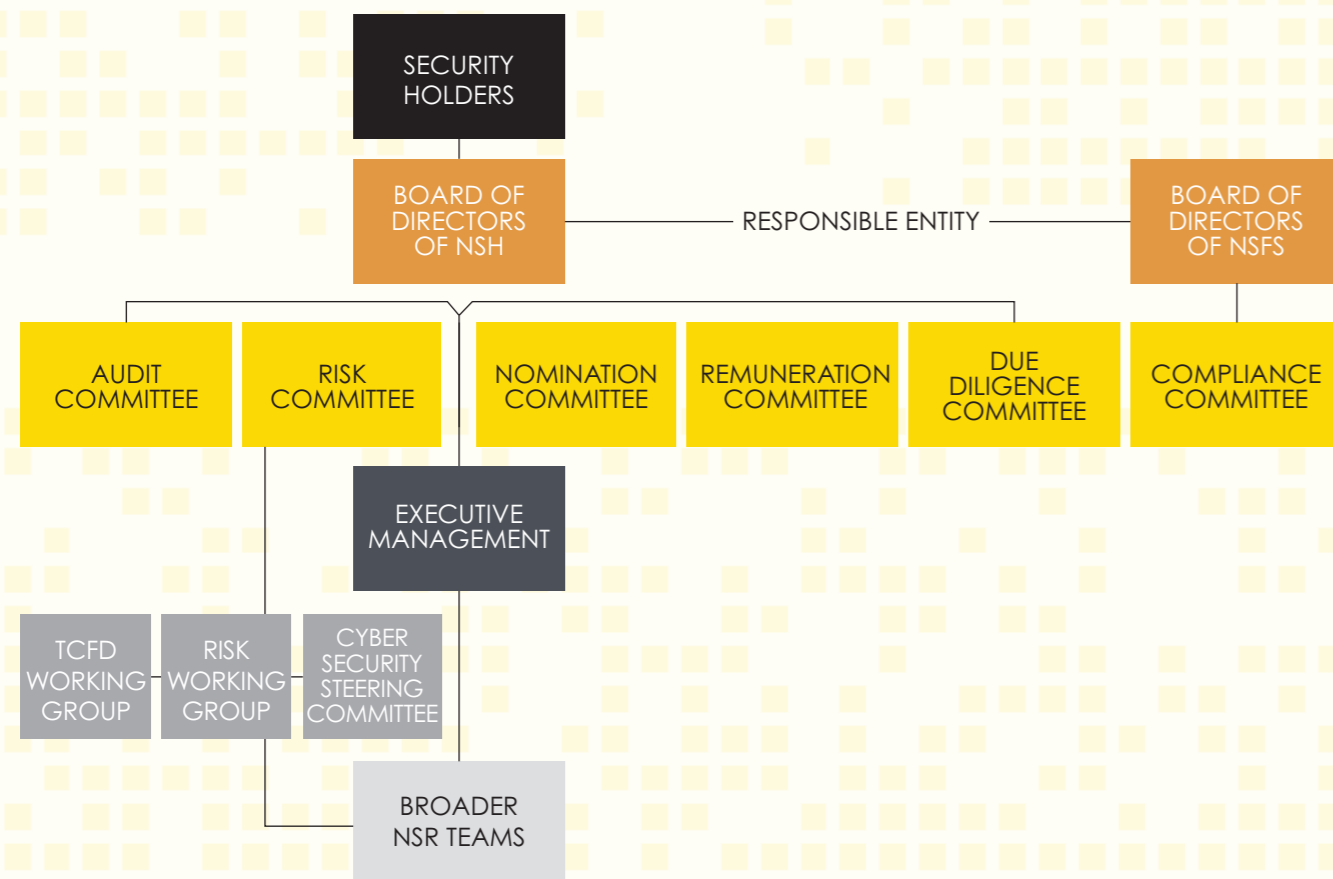 SECURITY
HOLDERS
BOARD OF
DIRECTORS
OF NSH
RESPONSIBLE ENTITY
BOARD OF
DIRECTORS
OF NSFS
AUDIT
COMMITTEE
RISK
COMMITTEE
NOMINATION
COMMITTEE
REMUNERATION
COMMITTEE
DUE
DILIGENCE
COMMITTEE
COMPLIANCE
COMMITTEE
EXECUTIVE
MANAGEMENT
TCFD
WORKING
GROUP
RISK
WORKING
GROUP
CYBER
SECURITY
STEERING
COMMITTEE
BROADER
NSR TEAMS